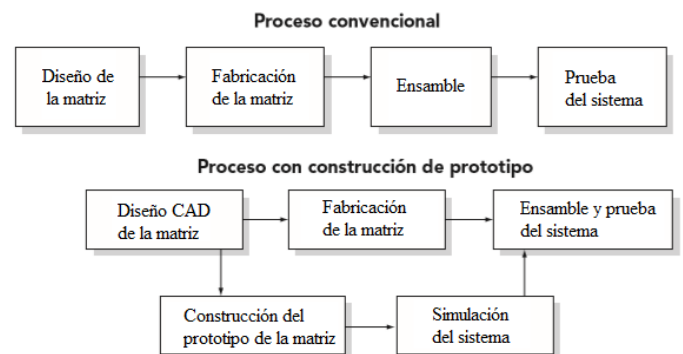 Proceso convencional
Diseño de
la matriz
Fabricación
de la matriz
Ensamble
Prueba
del sistema
Proceso con construcción de prototipo
Diseño CAD
de la matriz
Fabricación
de la matriz
Ensamble y prueba
del sistema
Construcción del
prototipo de la matriz
Simulación
del sistema